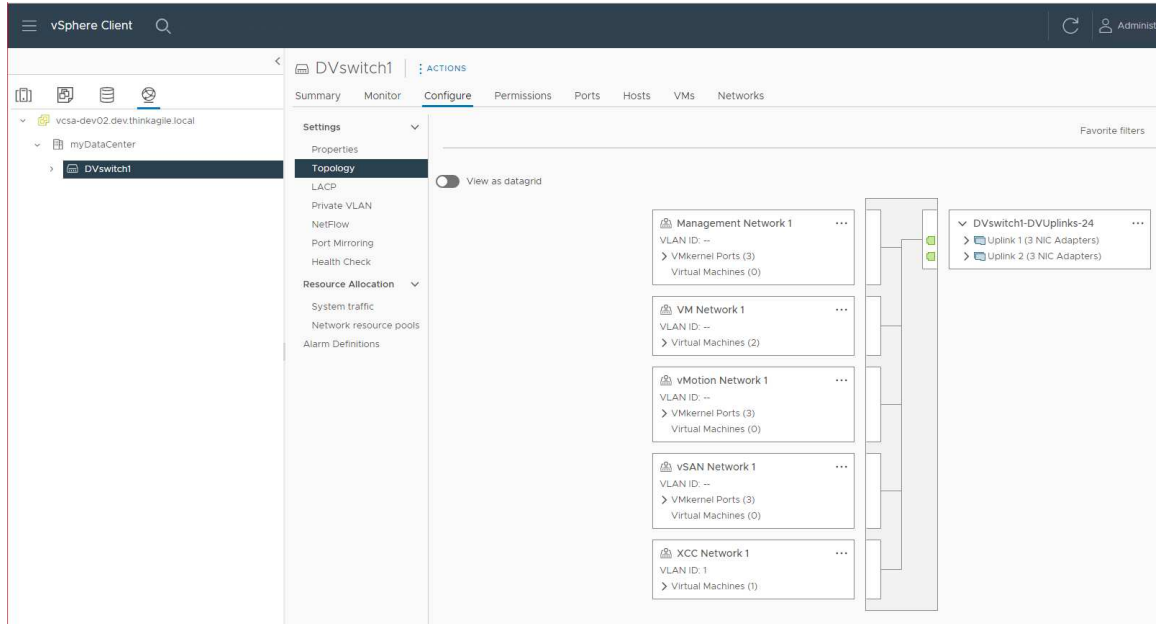 vSphere Client
Administ
DVswitch1
ACTIONS
Summary Monitor Configure Permissions Ports Hosts VMs Networks
vcsa-dev02.dev.thinkagile.local
myDataCenter
DVswitch1
Settings
Properties
Topology
LACP
Private VLAN
NetFlow
Port Mirroring
Health Check
Resource Allocation
System traffic
Network resource pools
Alarm Definitions
Favorite filters
View as datagrid
Management Network 1
VLAN ID: --
VMkernel Ports (3)
Virtual Machines (0)
VM Network 1
VLAN ID: --
Virtual Machines (2)
vMotion Network 1
VLAN ID: --
VMkernel Ports (3)
Virtual Machines (0)
vSAN Network 1
VLAN ID: --
VMkernel Ports (3)
Virtual Machines (0)
XCC Network 1
VLAN ID: 1
Virtual Machines (1)
DVswitch1-DVUplinks-24
Uplink 1 (3 NIC Adapters)
Uplink 2 (3 NIC Adapters)